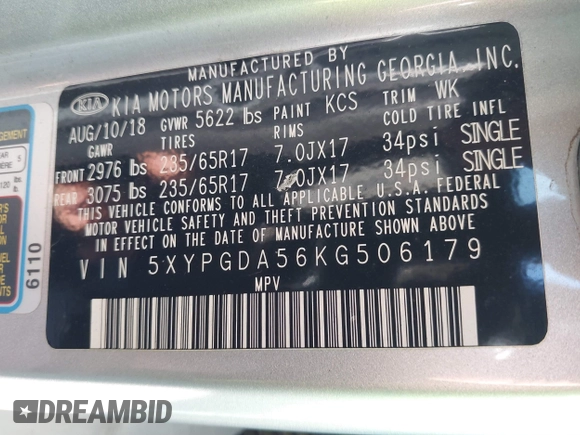 MANUFACTURED BY
KIA KIA MOTORS MANUFACTURING GEORGIA, INC.
AUG/10/18 GVWR 5622 lbs PAINT KCS TRIM WK
GAWR TIRES RIMS COLD TIRE INFL
FRONT 2976 lbs 235/65R17 7.0JX17 34psi SINGLE
REAR 3075 lbs 235/65R17 7.0JX17 34psi SINGLE
THIS VEHICLE CONFORMS TO ALL APPLICABLE U.S.A. FEDERAL
MOTOR VEHICLE SAFETY AND THEFT PREVENTION STANDARDS
IN EFFECT ON THE DATE OF MANUFACTURE SHOWN ABOVE.
VIN 5XYPGDA56KG506179
MPV
6110
DREAMBID